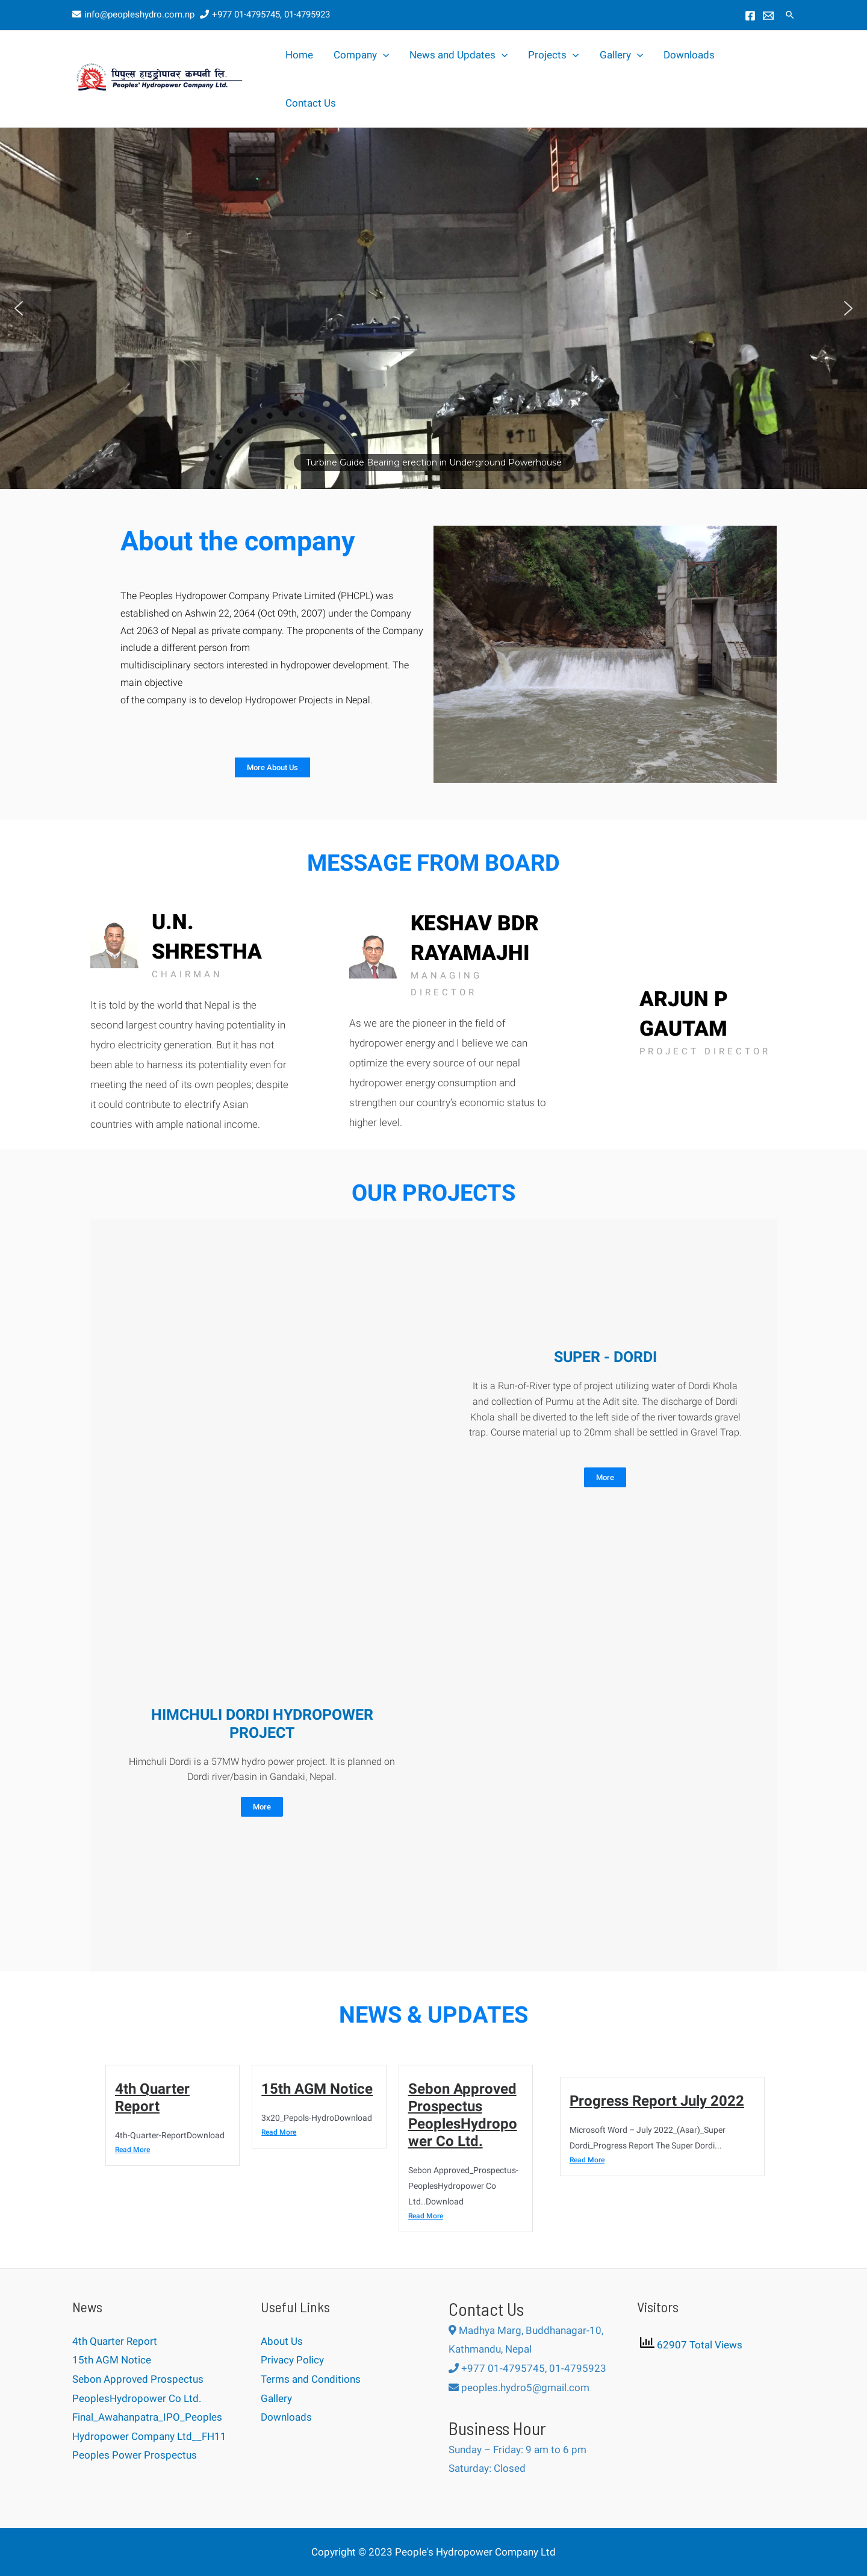 info@peopleshydro.com.np +977 01-4795745, 01-4795923
पिपुल्स हाइड्रोपावर कम्पनी लि.
Peoples' Hydropower Company Ltd.
Home Company News and Updates Projects Gallery Downloads
Contact Us
Turbine Guide Bearing erection in Underground Powerhouse
About the company
The Peoples Hydropower Company Private Limited (PHCPL) was
established on Ashwin 22, 2064 (Oct 09th, 2007) under the Company
Act 2063 of Nepal as private company. The proponents of the Company
include a different person from
multidisciplinary sectors interested in hydropower development. The
main objective
of the company is to develop Hydropower Projects in Nepal.
More About Us
MESSAGE FROM BOARD
U.N.
SHRESTHA
CHAIRMAN
It is told by the world that Nepal is the
second largest country having potentiality in
hydro electricity generation. But it has not
been able to harness its potentiality even for
meeting the need of its own peoples; despite
it could contribute to electrify Asian
countries with ample national income.
KESHAV BDR
RAYAMAJHI
MANAGING
DIRECTOR
As we are the pioneer in the field of
hydropower energy and I believe we can
optimize the every source of our nepal
hydropower energy consumption and
strengthen our country's economic status to
higher level.
ARJUN P
GAUTAM
PROJECT DIRECTOR
OUR PROJECTS
SUPER - DORDI
It is a Run-of-River type of project utilizing water of Dordi Khola
and collection of Purmu at the Adit site. The discharge of Dordi
Khola shall be diverted to the left side of the river towards gravel
trap. Course material up to 20mm shall be settled in Gravel Trap.
More
HIMCHULI DORDI HYDROPOWER
PROJECT
Himchuli Dordi is a 57MW hydro power project. It is planned on
Dordi river/basin in Gandaki, Nepal.
More
NEWS & UPDATES
4th Quarter
Report
4th-Quarter-ReportDownload
Read More
15th AGM Notice
3x20_Pepols-HydroDownload
Read More
Sebon Approved
Prospectus
PeoplesHydropo
wer Co Ltd.
Sebon Approved_Prospectus-
PeoplesHydropower Co
Ltd..Download
Read More
Progress Report July 2022
Microsoft Word – July 2022_(Asar)_Super
Dordi_Progress Report The Super Dordi...
Read More
News
4th Quarter Report
15th AGM Notice
Sebon Approved Prospectus
PeoplesHydropower Co Ltd.
Final_Awahanpatra_IPO_Peoples
Hydropower Company Ltd__FH11
Peoples Power Prospectus
Useful Links
About Us
Privacy Policy
Terms and Conditions
Gallery
Downloads
Contact Us
Madhya Marg, Buddhanagar-10,
Kathmandu, Nepal
+977 01-4795745, 01-4795923
peoples.hydro5@gmail.com
Business Hour
Sunday – Friday: 9 am to 6 pm
Saturday: Closed
Visitors
62907 Total Views
Copyright © 2023 People's Hydropower Company Ltd